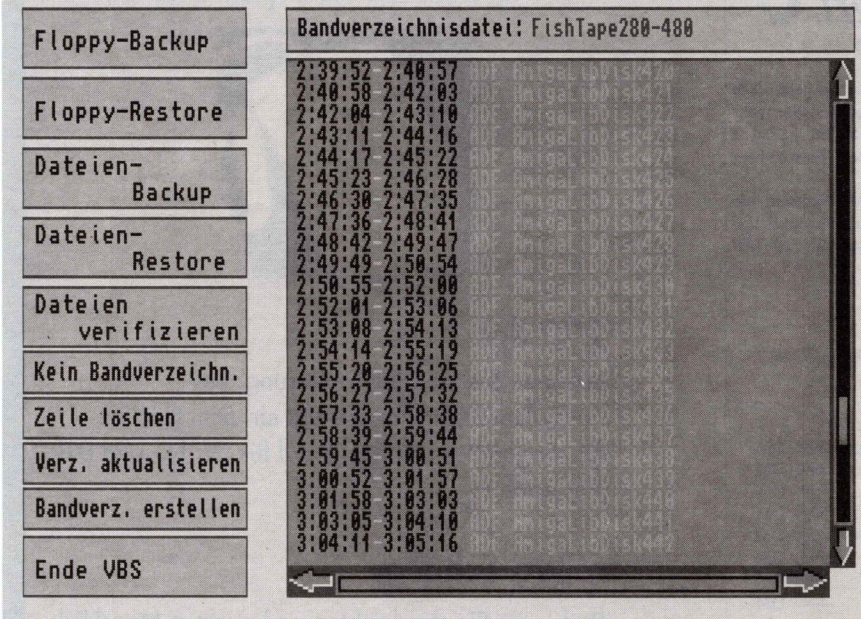 Floppy-Backup
Floppy-Restore
Dateien-
Backup
Dateien-
Restore
Dateien
verifizieren
Kein Bandverzeichn.
Zeile löschen
Verz. aktualisieren
Bandverz. erstellen
Ende VBS
Bandverzeichnisdatei: FishTape280-480
2:39:52-2:40:57 ADF AmigaLibDisk420
2:40:58-2:42:03 ADF AmigaLibDisk421
2:42:04-2:43:10 ADF AmigaLibDisk422
2:43:11-2:44:16 ADF AmigaLibDisk423
2:44:17-2:45:22 ADF AmigaLibDisk424
2:45:23-2:46:28 ADF AmigaLibDisk425
2:46:30-2:47:35 ADF AmigaLibDisk426
2:47:36-2:48:41 ADF AmigaLibDisk427
2:48:42-2:49:47 ADF AmigaLibDisk428
2:49:49-2:50:54 ADF AmigaLibDisk429
2:50:55-2:52:00 ADF AmigaLibDisk430
2:52:01-2:53:06 ADF AmigaLibDisk431
2:53:08-2:54:13 ADF AmigaLibDisk432
2:54:14-2:55:19 ADF AmigaLibDisk433
2:55:20-2:56:25 ADF AmigaLibDisk434
2:56:27-2:57:32 ADF AmigaLibDisk435
2:57:33-2:58:38 ADF AmigaLibDisk436
2:58:39-2:59:44 ADF AmigaLibDisk437
2:59:45-3:00:51 ADF AmigaLibDisk438
3:00:52-3:01:57 ADF AmigaLibDisk439
3:01:58-3:03:03 ADF AmigaLibDisk440
3:03:05-3:04:10 ADF AmigaLibDisk441
3:04:11-3:05:16 ADF AmigaLibDisk442